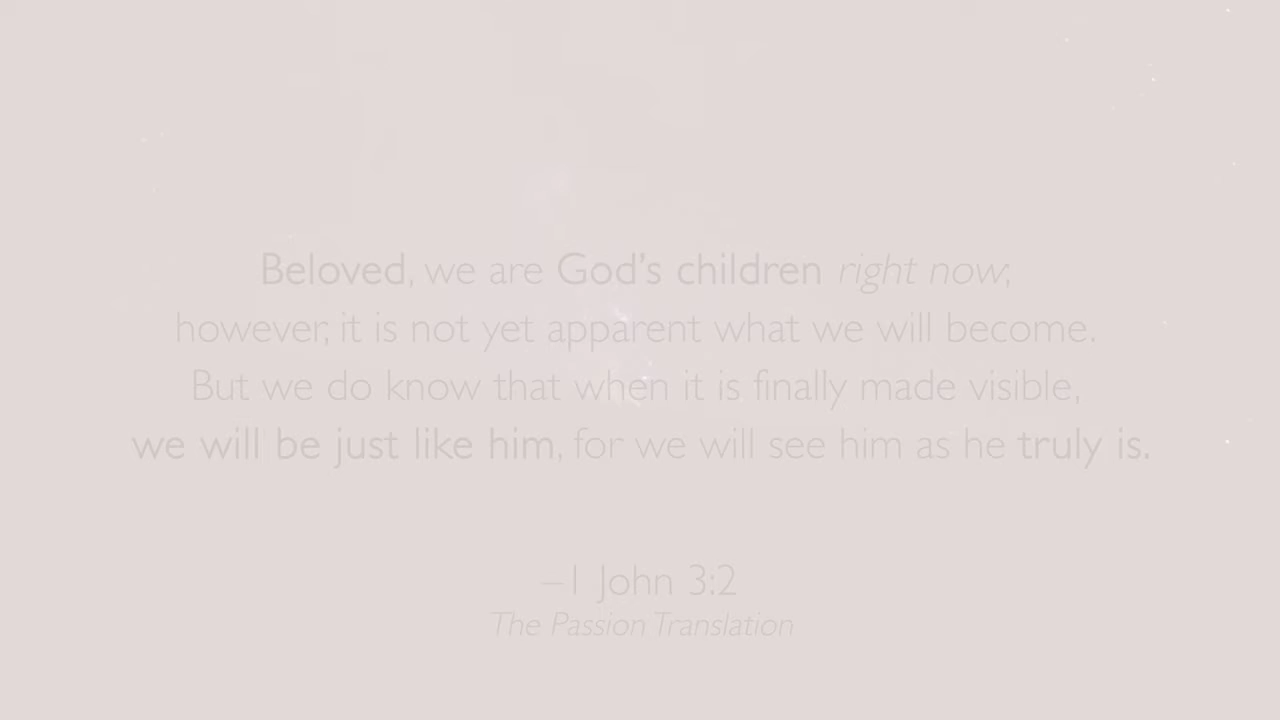 Beloved, we are God's children right now;
however, it is not yet apparent what we will become.
But we do know that when it is finally made visible,
we will be just like him, for we will see him as he truly is.
–1 John 3:2
The Passion Translation